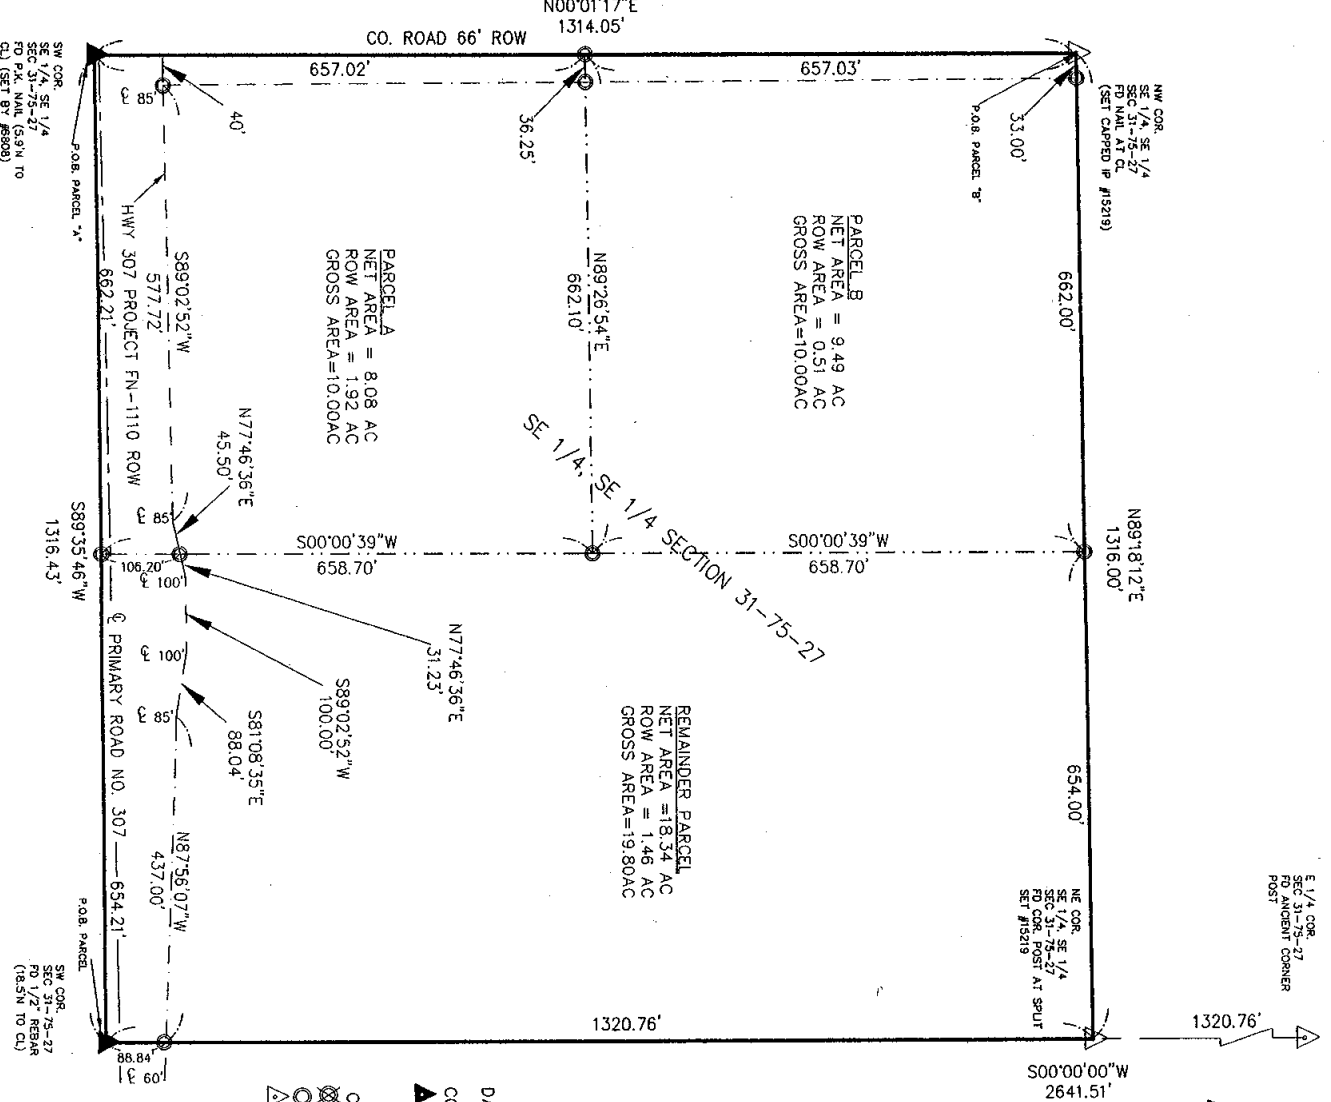 N00°01'17"E
1314.05'
CO. ROAD 66' ROW
657.02'
657.03'
SW COR.
SE 1/4 SE 1/4
SEC 31-75-27
FD P.K. NAIL (5.9'N TO
CL) (SET BY #6808)
P.O.B. PARCEL "A"
℄ 85'
40'
36.25'
33.00'
P.O.B. PARCEL "B"
NW COR.
SE 1/4, SE 1/4
SEC 31-75-27
FD NAIL AT CL
(SET CAPPED IP #15219)
HWY 307 PROJECT FN-1110 ROW
S89°02'52"W
577.72'
662.21'
PARCEL A
NET AREA = 8.08 AC
ROW AREA = 1.92 AC
GROSS AREA=10.00AC
N89°26'54"E
662.10'
PARCEL B
NET AREA = 9.49 AC
ROW AREA = 0.51 AC
GROSS AREA=10.00AC
662.00'
N77°46'36"E
45.50'
SE 1/4, SE 1/4 SECTION 31-75-27
S89°35'46"W
1316.43'
℄ 85'
106.20'
℄ 100'
S00°00'39"W
658.70'
S00°00'39"W
658.70'
N89°18'12"E
1316.00'
℄ PRIMARY ROAD NO. 307
654.21'
℄ 100'
℄ 85'
N77°46'36"E
31.23'
S89°02'52"W
100.00'
S81°08'35"E
88.04'
N87°56'07"W
437.00'
REMAINDER PARCEL
NET AREA =18.34 AC
ROW AREA = 1.46 AC
GROSS AREA=19.80AC
654.00'
NE COR.
SE 1/4, SE 1/4
SEC 31-75-27
FD COR. POST AT SPLIT
SET #15219
E 1/4 COR.
SEC 31-75-27
FD ANCIENT CORNER
POST
P.O.B. PARCEL
SW COR.
SEC 31-75-27
FD 1/2" REBAR
(18.5'N TO CL)
88.84'
℄ 60'
1320.76'
1320.76'
S00°00'00"W
2641.51'